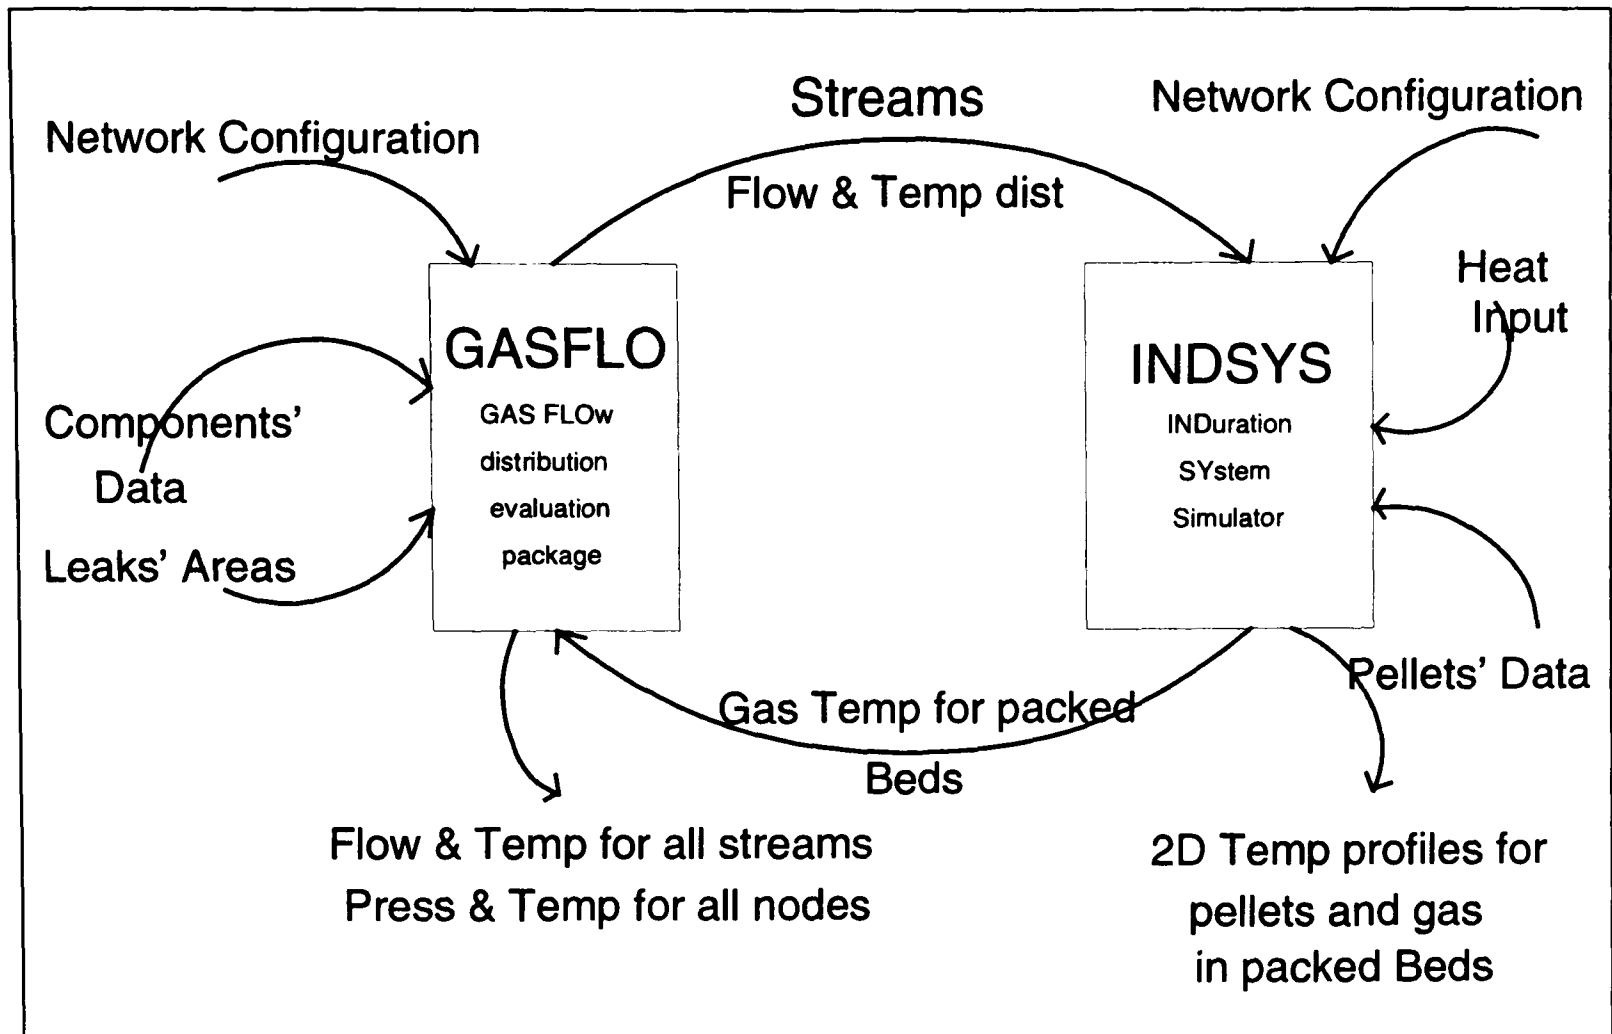 Streams
Network Configuration
Network Configuration
Flow & Temp dist
Heat
Input
GASFLO
GAS FLOw
distribution
evaluation
package
INDSYS
INDuration
SYstem
Simulator
Components'
Data
Leaks' Areas
Pellets' Data
Gas Temp for packed
Beds
Flow & Temp for all streams
Press & Temp for all nodes
2D Temp profiles for
pellets and gas
in packed Beds